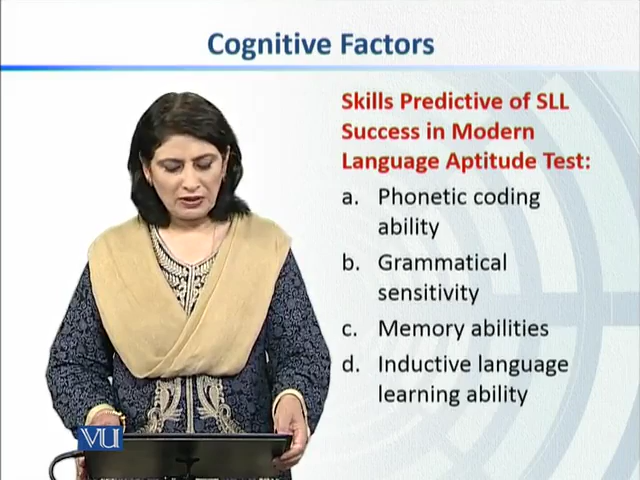 Cognitive Factors
Skills Predictive of SLL
Success in Modern
Language Aptitude Test:
a. Phonetic coding
ability
b. Grammatical
sensitivity
c. Memory abilities
d. Inductive language
learning ability
VU